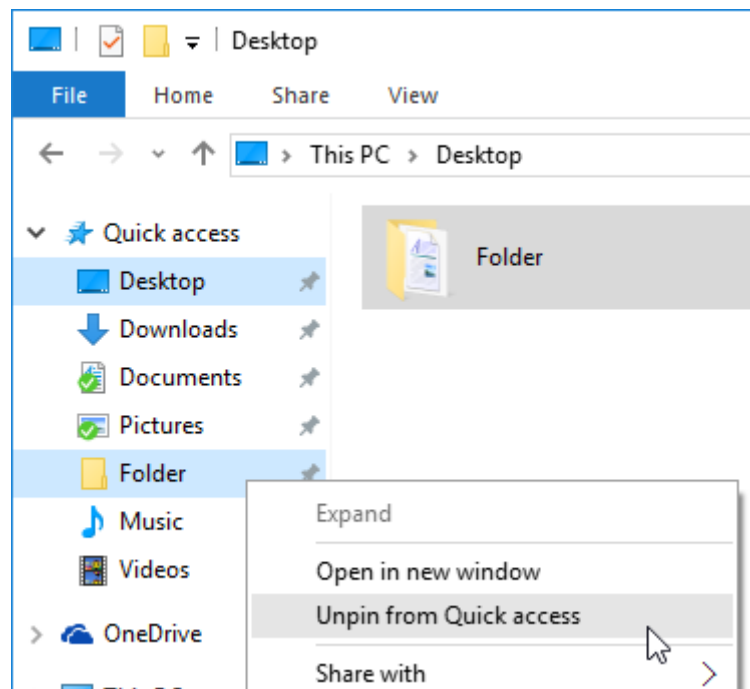 Desktop
File Home Share View
This PC > Desktop
Quick access
Folder
Desktop
Downloads
Documents
Pictures
Folder
Music
Videos
OneDrive
Expand
Open in new window
Unpin from Quick access
Share with